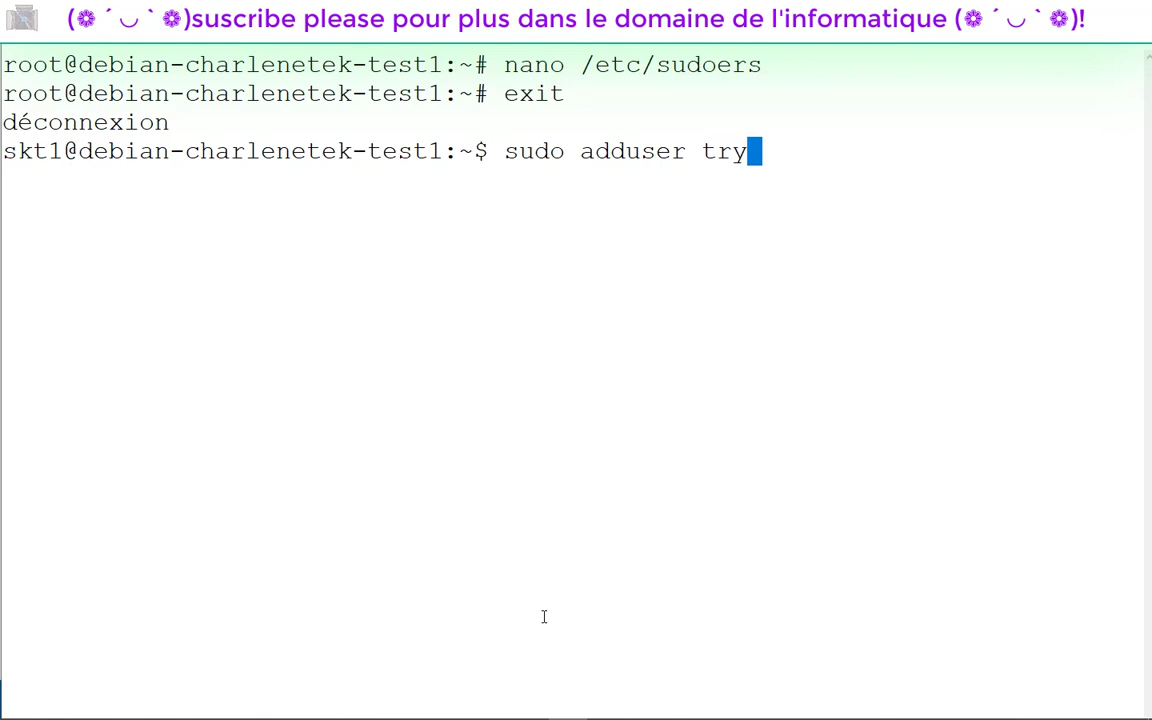 (❁´◡`❁)suscribe please pour plus dans le domaine de l'informatique (❁´◡`❁)!
root@debian-charlenetek-test1:~# nano /etc/sudoers
root@debian-charlenetek-test1:~# exit
déconnexion
skt1@debian-charlenetek-test1:~$ sudo adduser try